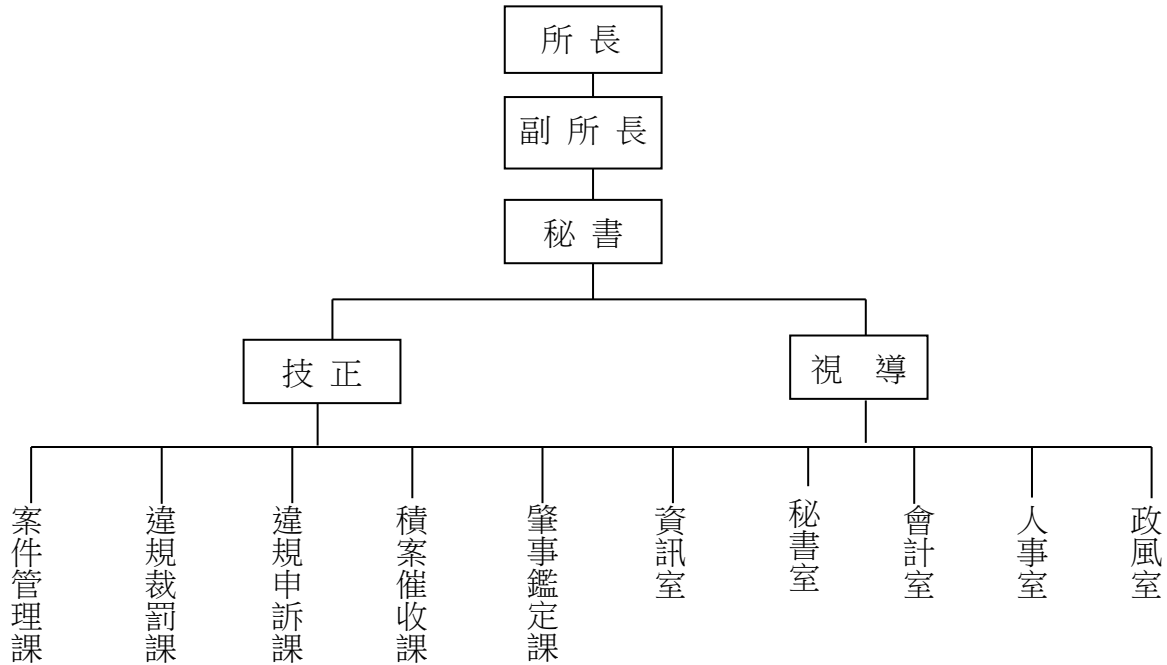 所 長
副 所 長
秘 書
技 正
視 導
案件管理課
違規裁罰課
違規申訴課
積案催收課
肇事鑑定課
資訊室
秘書室
會計室
人事室
政風室